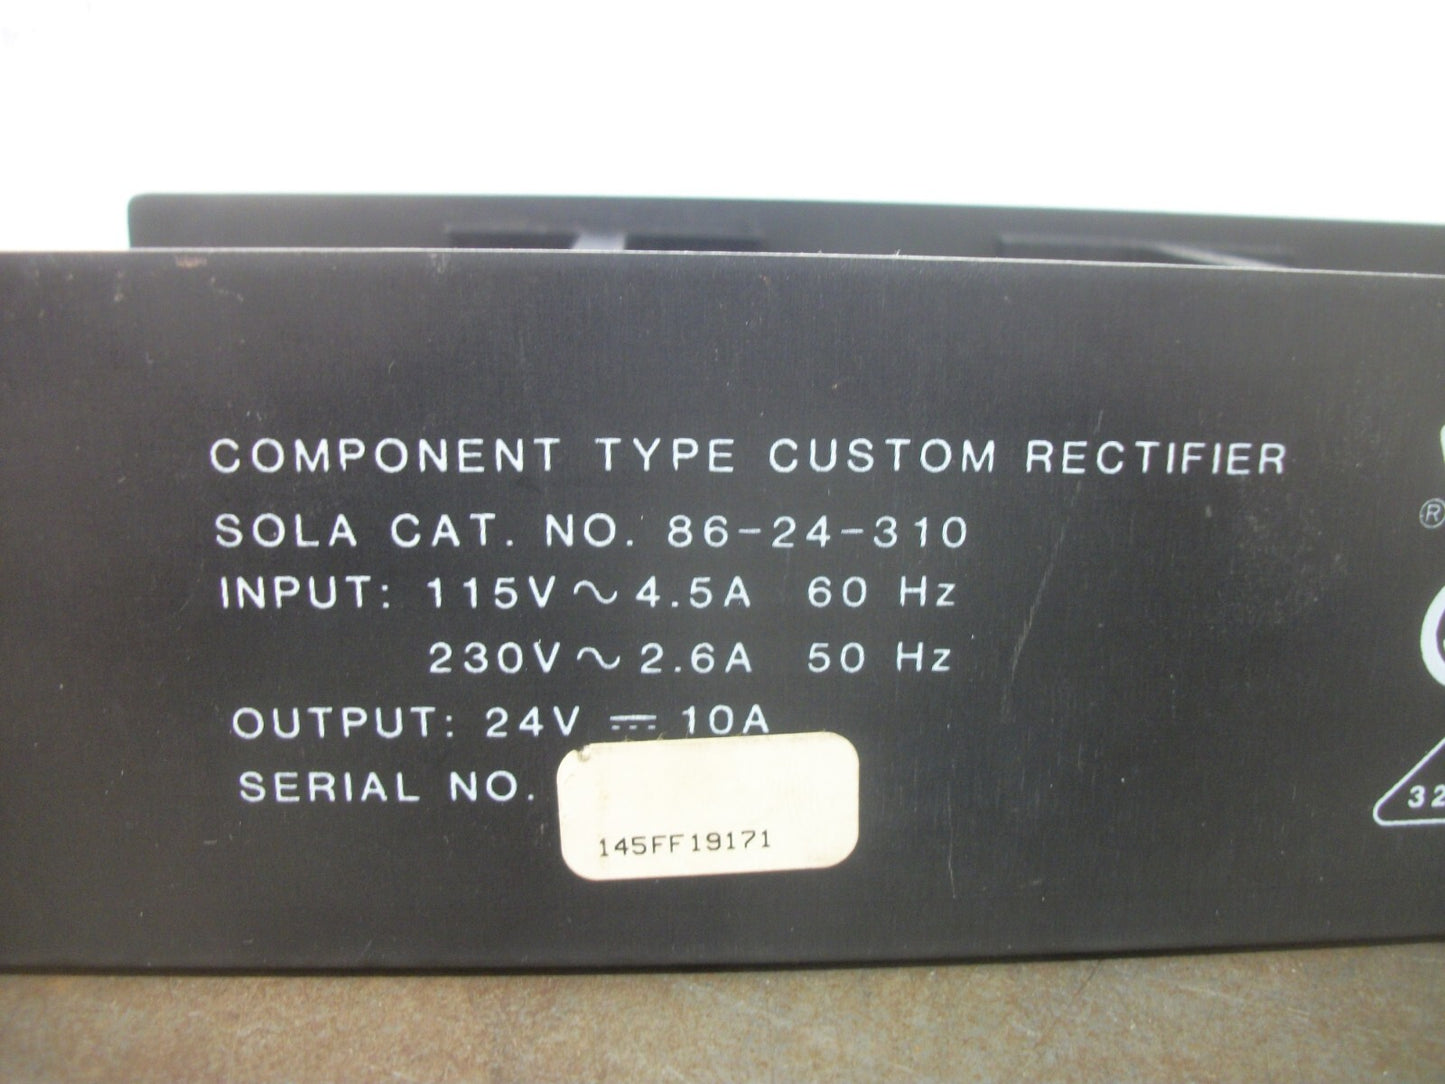 COMPONENT TYPE CUSTOM RECTIFIER
SOLA CAT. NO. 86-24-310
INPUT: 115V ~ 4.5A 60 Hz
230V ~ 2.6A 50 Hz
OUTPUT: 24V ⎓ 10A
SERIAL NO.
145FF19171
®
32